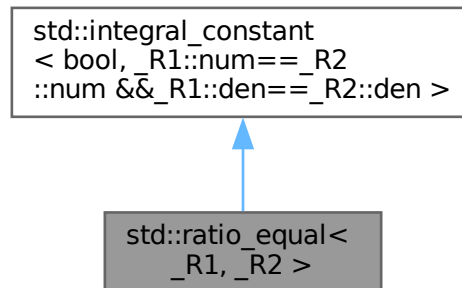 std::integral_constant
< bool, _R1::num==_R2
::num &&_R1::den==_R2::den >
std::ratio_equal<
_R1, _R2 >